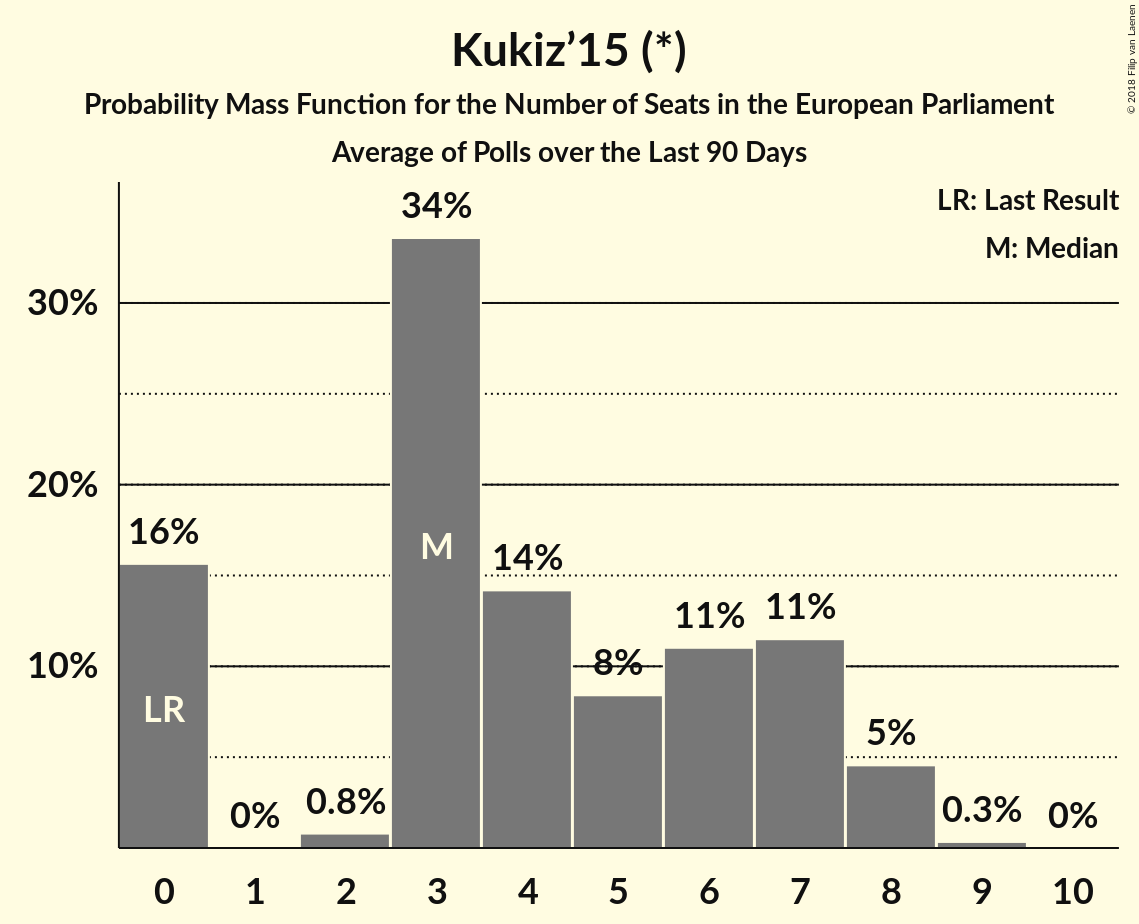 Kukiz’15 (*)
Probability Mass Function for the Number of Seats in the European Parliament
Average of Polls over the Last 90 Days
© 2018 Filip van Laenen
LR: Last Result
M: Median
30%
20%
10%
16%
0%
0.8%
34%
14%
8%
11%
11%
5%
0.3%
0%
LR
M
0 1 2 3 4 5 6 7 8 9 10